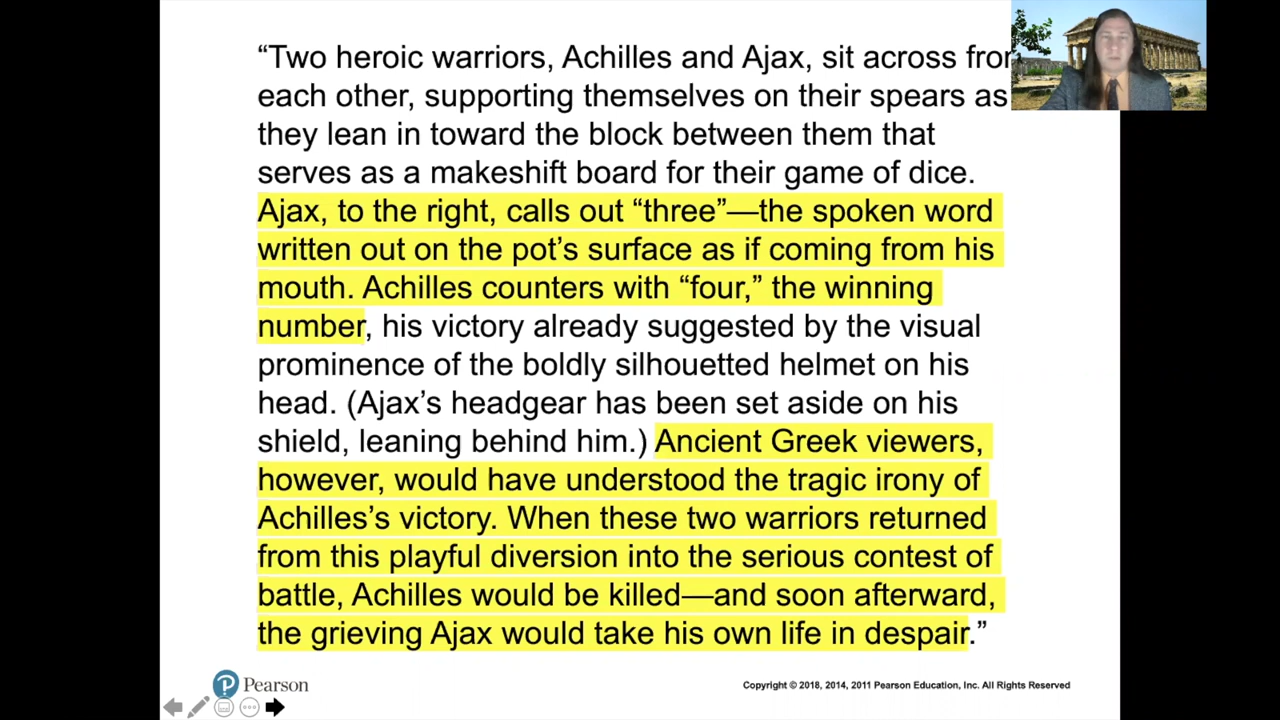 “Two heroic warriors, Achilles and Ajax, sit across fro
each other, supporting themselves on their spears as
they lean in toward the block between them that
serves as a makeshift board for their game of dice.
Ajax, to the right, calls out “three”—the spoken word
written out on the pot’s surface as if coming from his
mouth. Achilles counters with “four,” the winning
number, his victory already suggested by the visual
prominence of the boldly silhouetted helmet on his
head. (Ajax’s headgear has been set aside on his
shield, leaning behind him.) Ancient Greek viewers,
however, would have understood the tragic irony of
Achilles’s victory. When these two warriors returned
from this playful diversion into the serious contest of
battle, Achilles would be killed—and soon afterward,
the grieving Ajax would take his own life in despair.”
P Pearson
Copyright © 2018, 2014, 2011 Pearson Education, Inc. All Rights Reserved